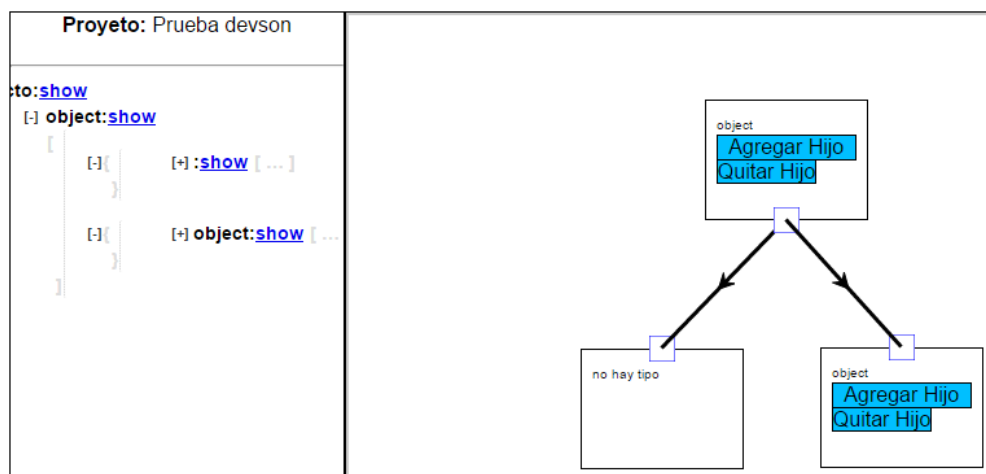 Proyeto: Prueba devson
cto:show
[-] object:show
[
[-]{ [+] :show [ ... ]
}
[-]{ [+] object:show [ ...
}
]
object
Agregar Hijo
Quitar Hijo
no hay tipo
object
Agregar Hijo
Quitar Hijo